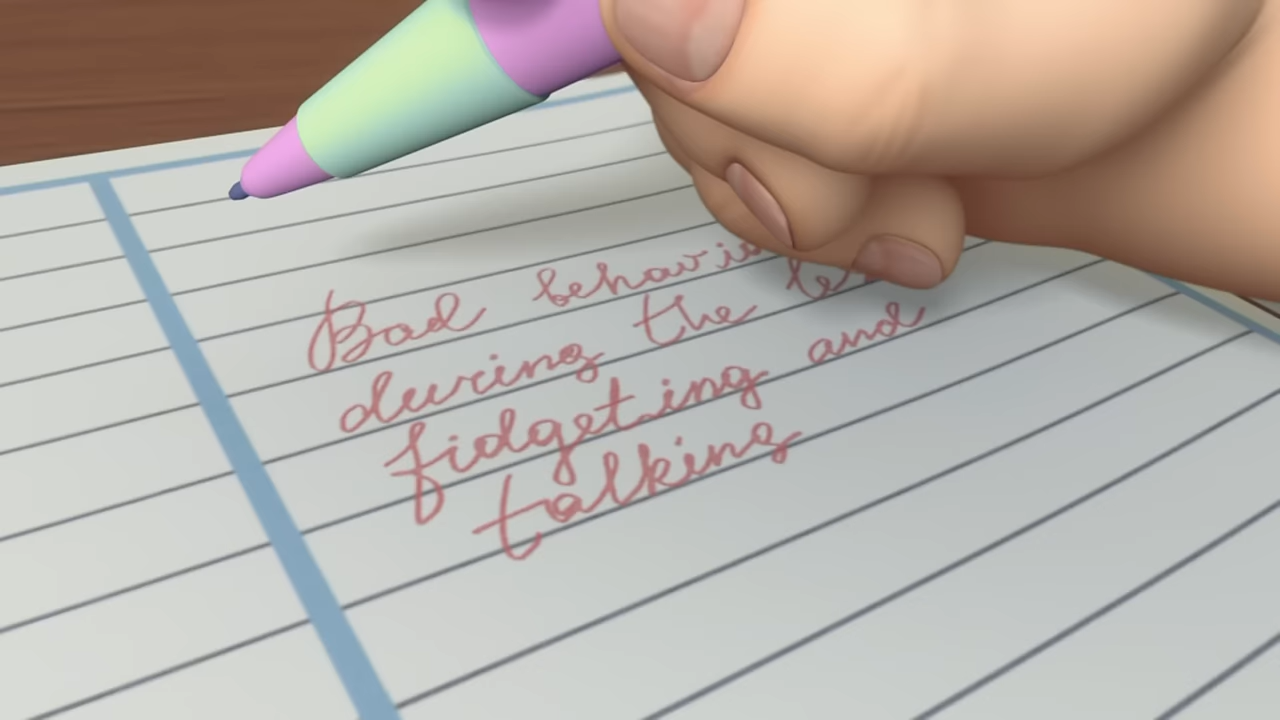 Bad
during the
fidgeting and
talking